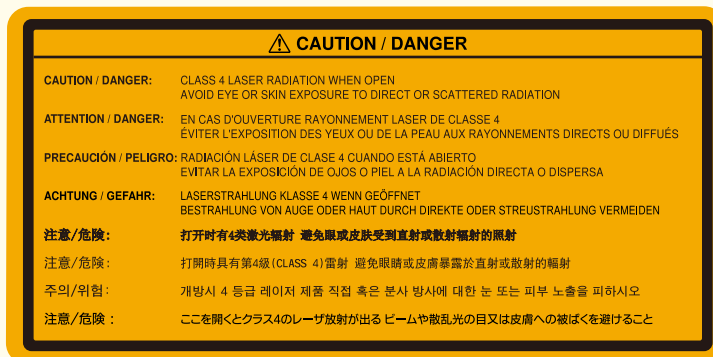 ⚠ CAUTION / DANGER
CAUTION / DANGER: CLASS 4 LASER RADIATION WHEN OPEN
AVOID EYE OR SKIN EXPOSURE TO DIRECT OR SCATTERED RADIATION
ATTENTION / DANGER: EN CAS D'OUVERTURE RAYONNEMENT LASER DE CLASSE 4
ÉVITER L'EXPOSITION DES YEUX OU DE LA PEAU AUX RAYONNEMENTS DIRECTS OU DIFFUÉS
PRECAUCIÓN / PELIGRO: RADIACIÓN LÁSER DE CLASE 4 CUANDO ESTÁ ABIERTO
EVITAR LA EXPOSICIÓN DE OJOS O PIEL A LA RADIACIÓN DIRECTA O DISPERSA
ACHTUNG / GEFAHR: LASERSTRAHLUNG KLASSE 4 WENN GEÖFFNET
BESTRAHLUNG VON AUGE ODER HAUT DURCH DIREKTE ODER STREUSTRAHLUNG VERMEIDEN
注意/危险: 打开时有4类激光辐射 避免眼或皮肤受到直射或散射辐射的照射
注意/危険: 打開時具有第4級(CLASS 4)雷射 避免眼睛或皮膚暴露於直射或散射的輻射
주의/위험: 개방시 4 등급 레이저 제품 직접 혹은 분사 방사에 대한 눈 또는 피부 노출을 피하시오
注意/危険: ここを開くとクラス4のレーザ放射が出る ビームや散乱光の目又は皮膚への被ばくを避けること